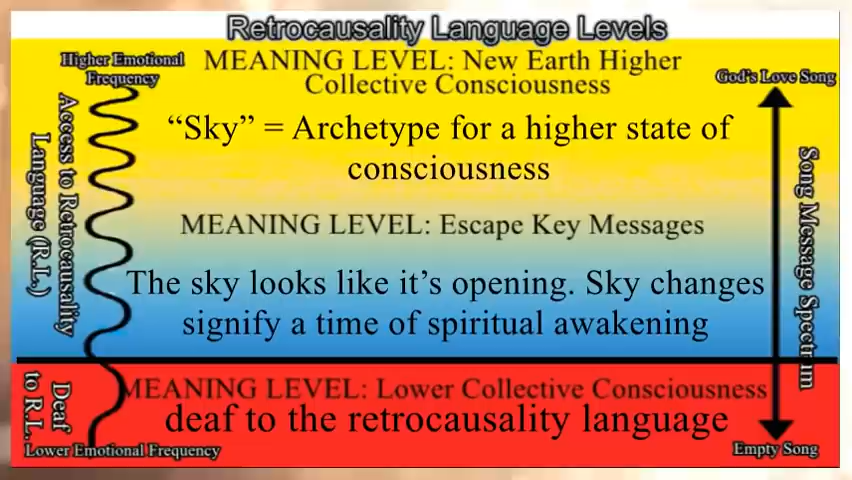 Retrocausality Language Levels
Higher Emotional
Frequency
MEANING LEVEL: New Earth Higher
Collective Consciousness
God's Love Song
“Sky” = Archetype for a higher state of
consciousness
Access to Retrocausality
Language (R.L.)
Song Message Spectrum
MEANING LEVEL: Escape Key Messages
The sky looks like it’s opening. Sky changes
signify a time of spiritual awakening
Deaf
to R.L.
MEANING LEVEL: Lower Collective Consciousness
deaf to the retrocausality language
Lower Emotional Frequency
Empty Song